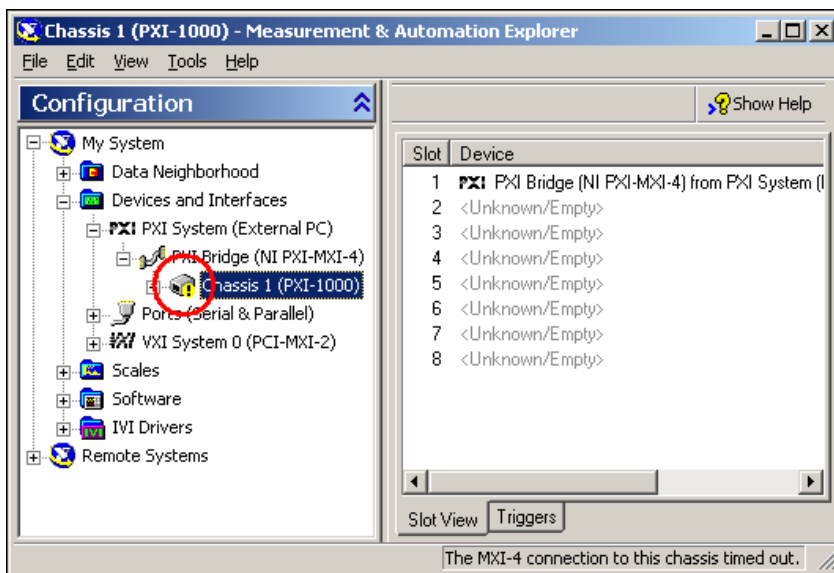 Chassis 1 (PXI-1000) - Measurement & Automation Explorer
File Edit View Tools Help
Configuration
My System
Data Neighborhood
Devices and Interfaces
PXI PXI System (External PC)
PXI Bridge (NI PXI-MXI-4)
Chassis 1 (PXI-1000)
Ports (Serial & Parallel)
VXI VXI System 0 (PCI-MXI-2)
Scales
Software
IVI IVI Drivers
Remote Systems
Show Help
Slot Device
1 PXI PXI Bridge (NI PXI-MXI-4) from PXI System (
2 <Unknown/Empty>
3 <Unknown/Empty>
4 <Unknown/Empty>
5 <Unknown/Empty>
6 <Unknown/Empty>
7 <Unknown/Empty>
8 <Unknown/Empty>
Slot View Triggers
The MXI-4 connection to this chassis timed out.